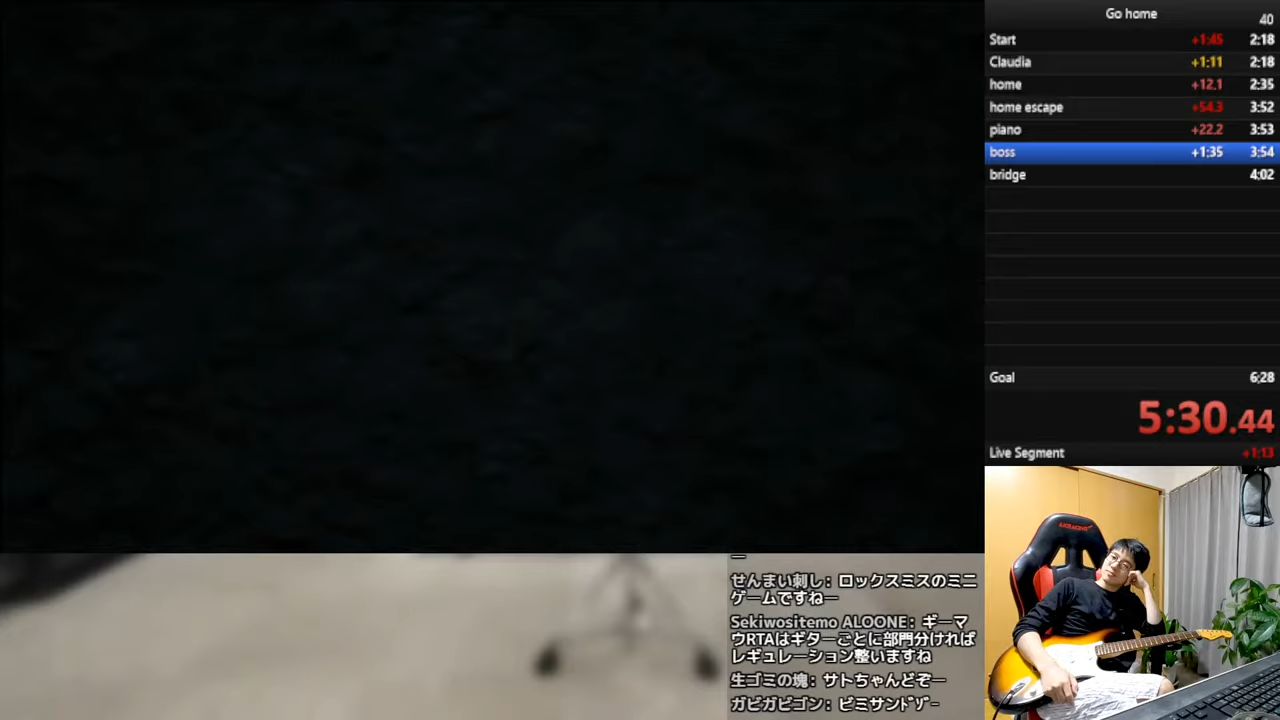 Go home
40
Start +1:45 2:18
Claudia +1:11 2:18
home +12.1 2:35
home escape +54.3 3:52
piano +22.2 3:53
boss +1:35 3:54
bridge 4:02
Goal 6:28
5:30.44
Live Segment +1:13
せんまい刺し: ロックスミスのミニ
ゲームですねー
Sekiwositemo ALOONE: ギーマ
ウRTAはギターごとに部門分ければ
レギュレーション整いますね
生ゴミの塊: サトちゃんどぞー
ガビガビゴン: ビミサンドゾー